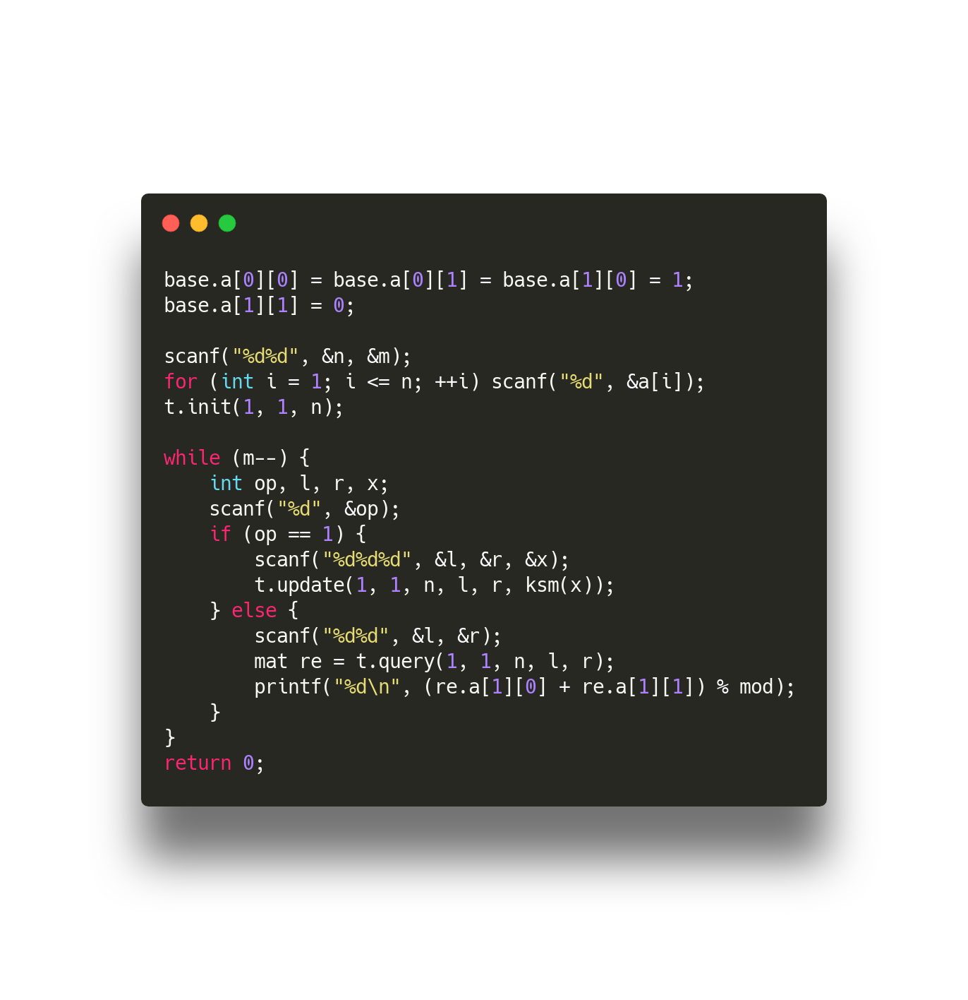 base.a[0][0] = base.a[0][1] = base.a[1][0] = 1;
base.a[1][1] = 0;

scanf("%d%d", &n, &m);
for (int i = 1; i <= n; ++i) scanf("%d", &a[i]);
t.init(1, 1, n);

while (m--) {
    int op, l, r, x;
    scanf("%d", &op);
    if (op == 1) {
        scanf("%d%d%d", &l, &r, &x);
        t.update(1, 1, n, l, r, ksm(x));
    } else {
        scanf("%d%d", &l, &r);
        mat re = t.query(1, 1, n, l, r);
        printf("%d\n", (re.a[1][0] + re.a[1][1]) % mod);
    }
}
return 0;